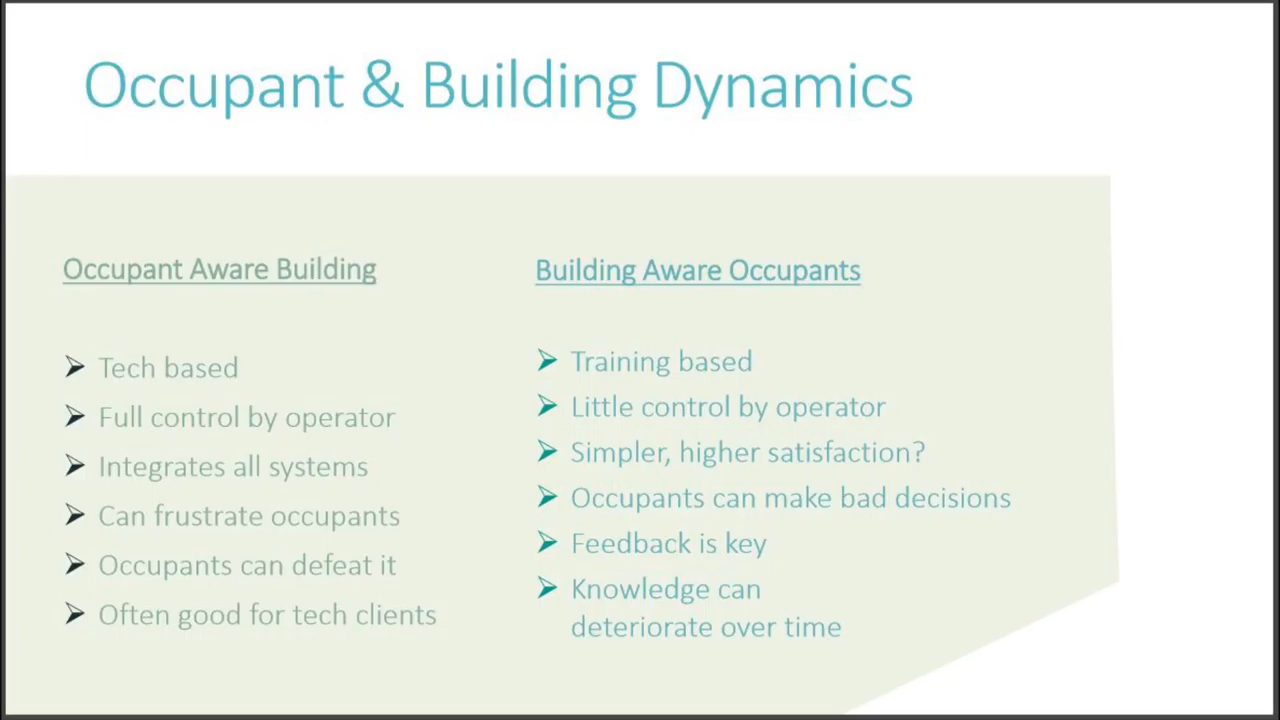 Occupant & Building Dynamics
Occupant Aware Building
Tech based
Full control by operator
Integrates all systems
Can frustrate occupants
Occupants can defeat it
Often good for tech clients
Building Aware Occupants
Training based
Little control by operator
Simpler, higher satisfaction?
Occupants can make bad decisions
Feedback is key
Knowledge can
deteriorate over time